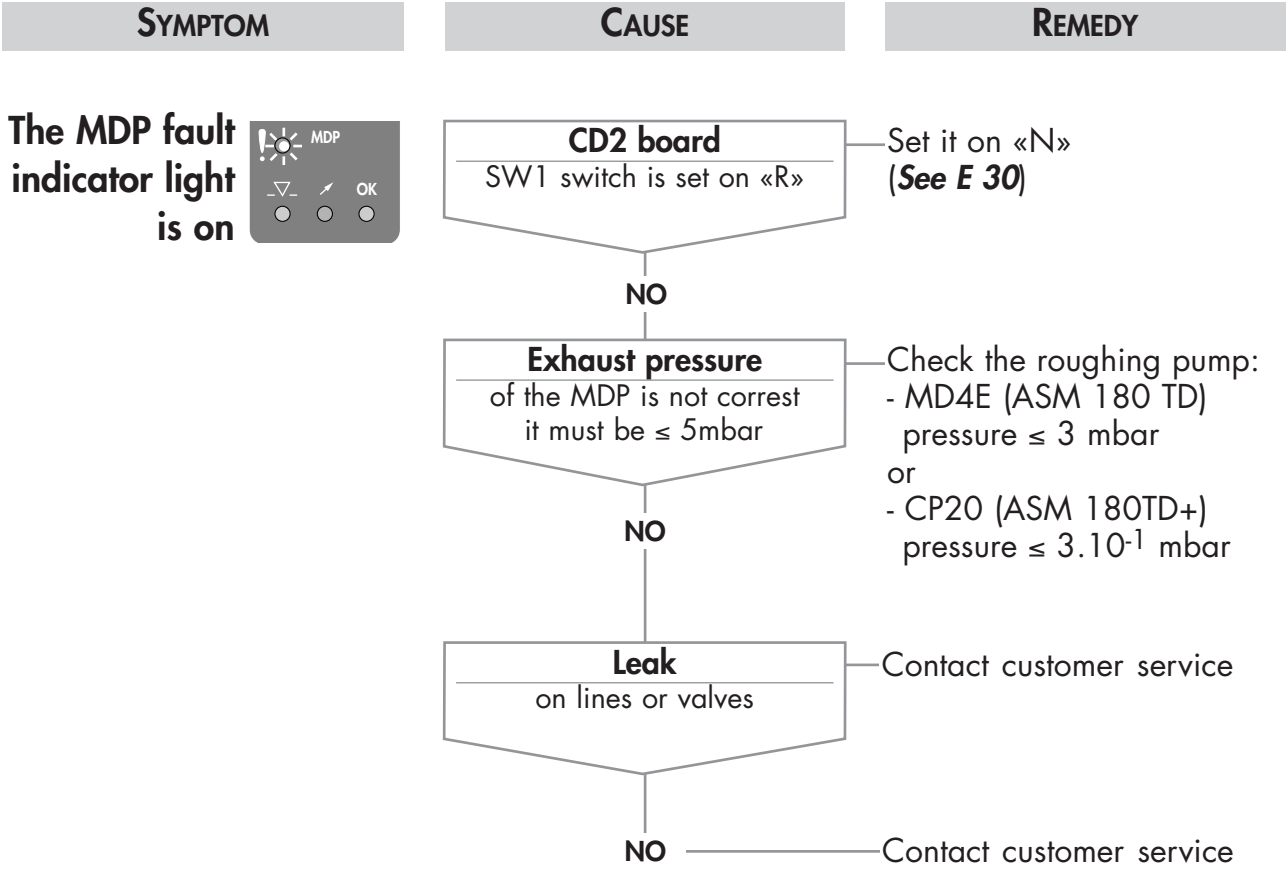 SYMPTOM
CAUSE
REMEDY
The MDP fault
indicator light
is on
! MDP
OK
CD2 board
SW1 switch is set on «R»
Set it on «N»
(See E 30)
NO
Exhaust pressure
of the MDP is not correst
it must be ≤ 5mbar
Check the roughing pump:
- MD4E (ASM 180 TD)
pressure ≤ 3 mbar
or
- CP20 (ASM 180TD+)
pressure ≤ 3.10-1 mbar
NO
Leak
on lines or valves
Contact customer service
NO
Contact customer service